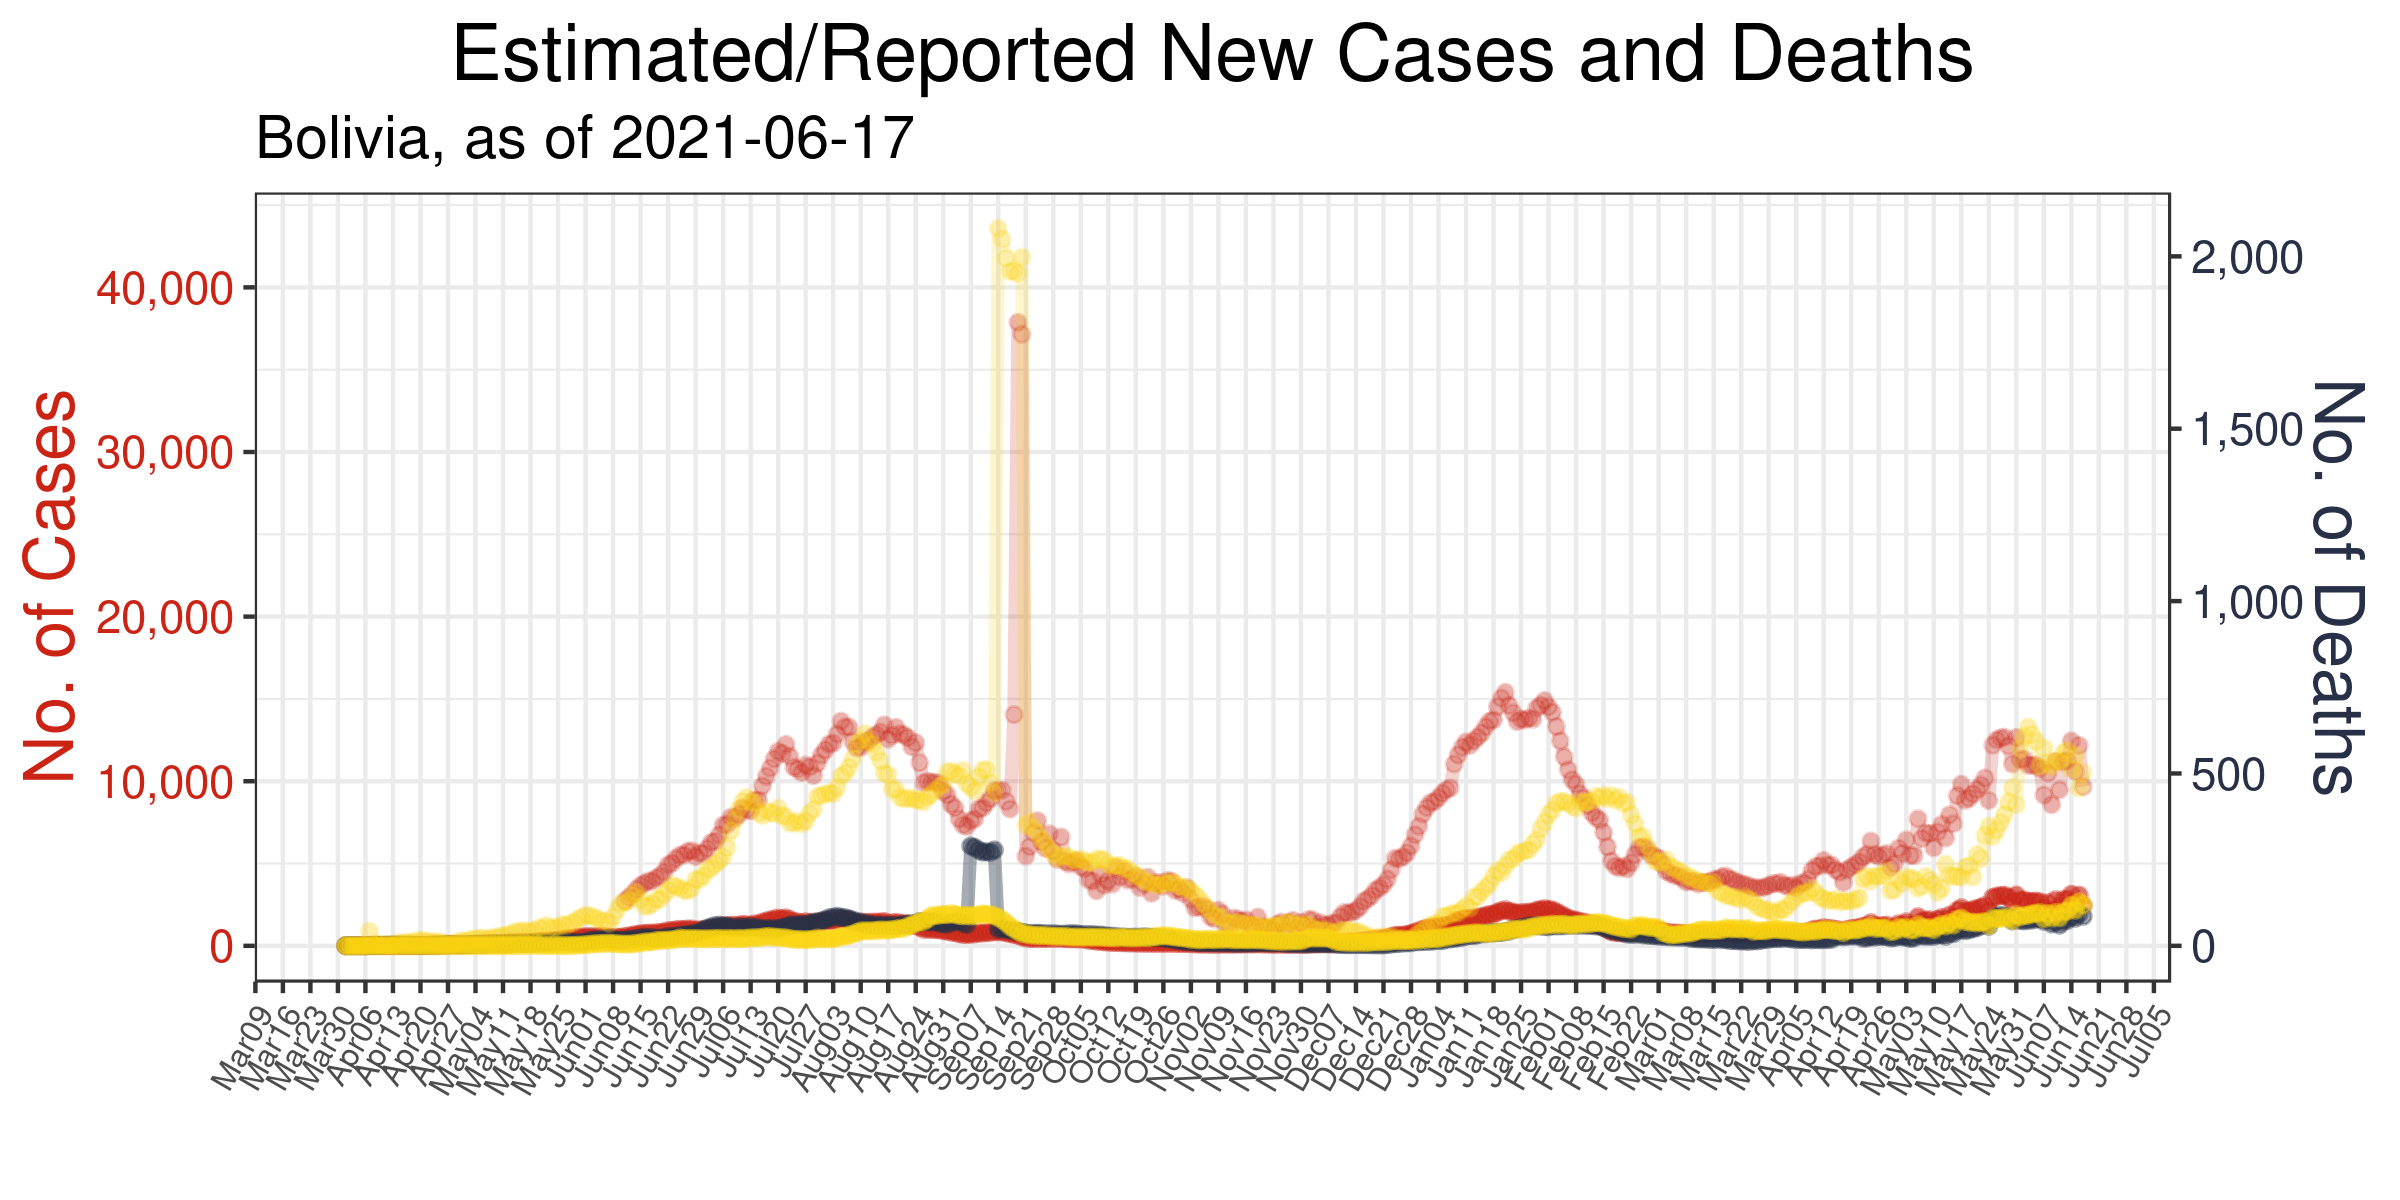 Estimated/Reported New Cases and Deaths
Bolivia, as of 2021-06-17
No. of Cases
40,000
30,000
20,000
10,000
0
2,000
1,500
1,000
500
0
No. of Deaths
Mar09
Mar16
Mar23
Mar30
Apr06
Apr13
Apr20
Apr27
May04
May11
May18
May25
Jun01
Jun08
Jun15
Jun22
Jun29
Jul06
Jul13
Jul20
Jul27
Aug03
Aug10
Aug17
Aug24
Aug31
Sep07
Sep14
Sep21
Sep28
Oct05
Oct12
Oct19
Oct26
Nov02
Nov09
Nov16
Nov23
Nov30
Dec07
Dec14
Dec21
Dec28
Jan04
Jan11
Jan18
Jan25
Feb01
Feb08
Feb15
Feb22
Mar01
Mar08
Mar15
Mar22
Mar29
Apr05
Apr12
Apr19
Apr26
May03
May10
May17
May24
May31
Jun07
Jun14
Jun21
Jun28
Jul05